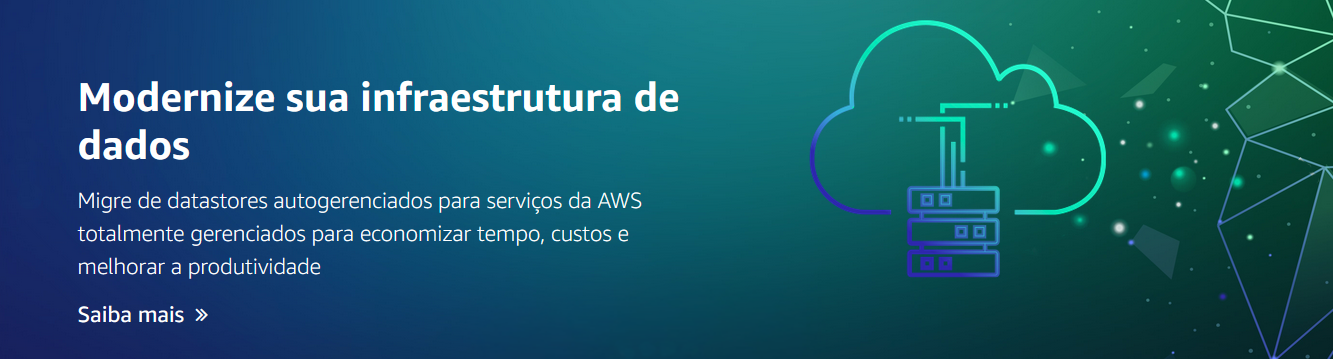 Modernize sua infraestrutura de
dados
Migre de datastores autogerenciados para serviços da AWS
totalmente gerenciados para economizar tempo, custos e
melhorar a produtividade
Saiba mais »